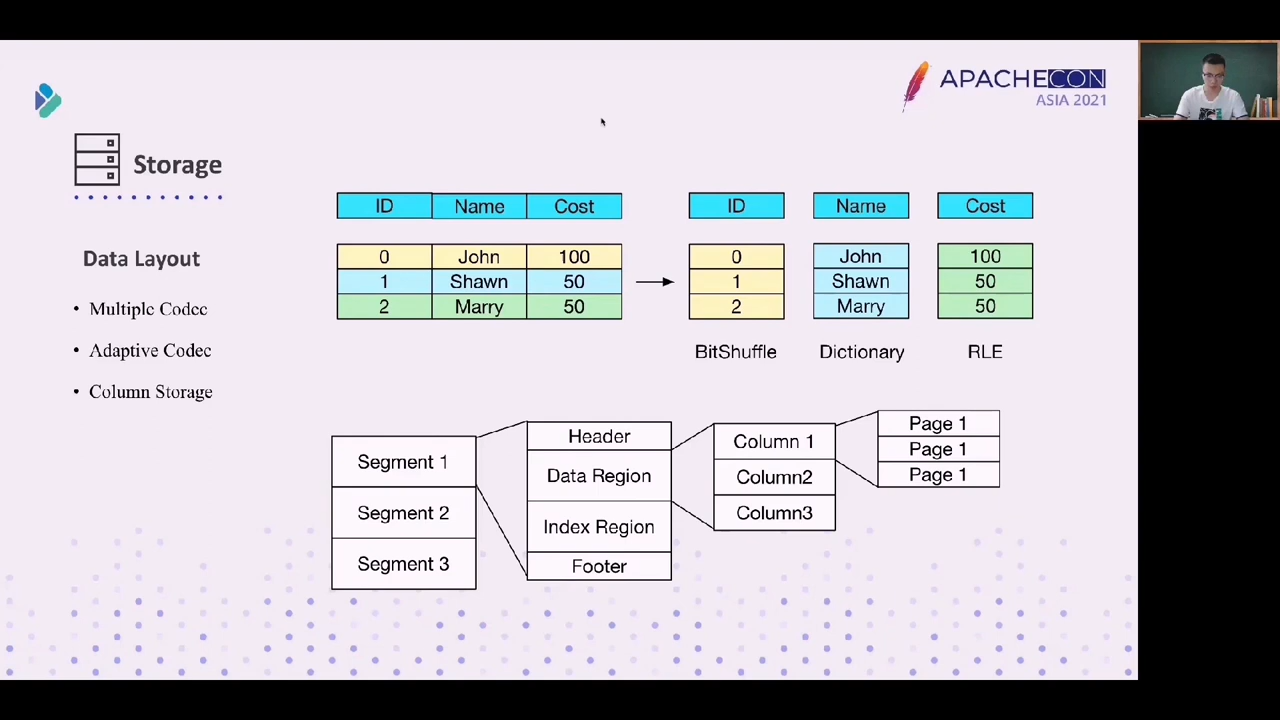 APACHECON
ASIA 2021
Storage
Data Layout
• Multiple Codec
• Adaptive Codec
• Column Storage
ID Name Cost
0 John 100
1 Shawn 50
2 Marry 50
ID Name Cost
0 John 100
1 Shawn 50
2 Marry 50
BitShuffle Dictionary RLE
Segment 1
Segment 2
Segment 3
Header
Data Region
Index Region
Footer
Column 1
Column2
Column3
Page 1
Page 1
Page 1